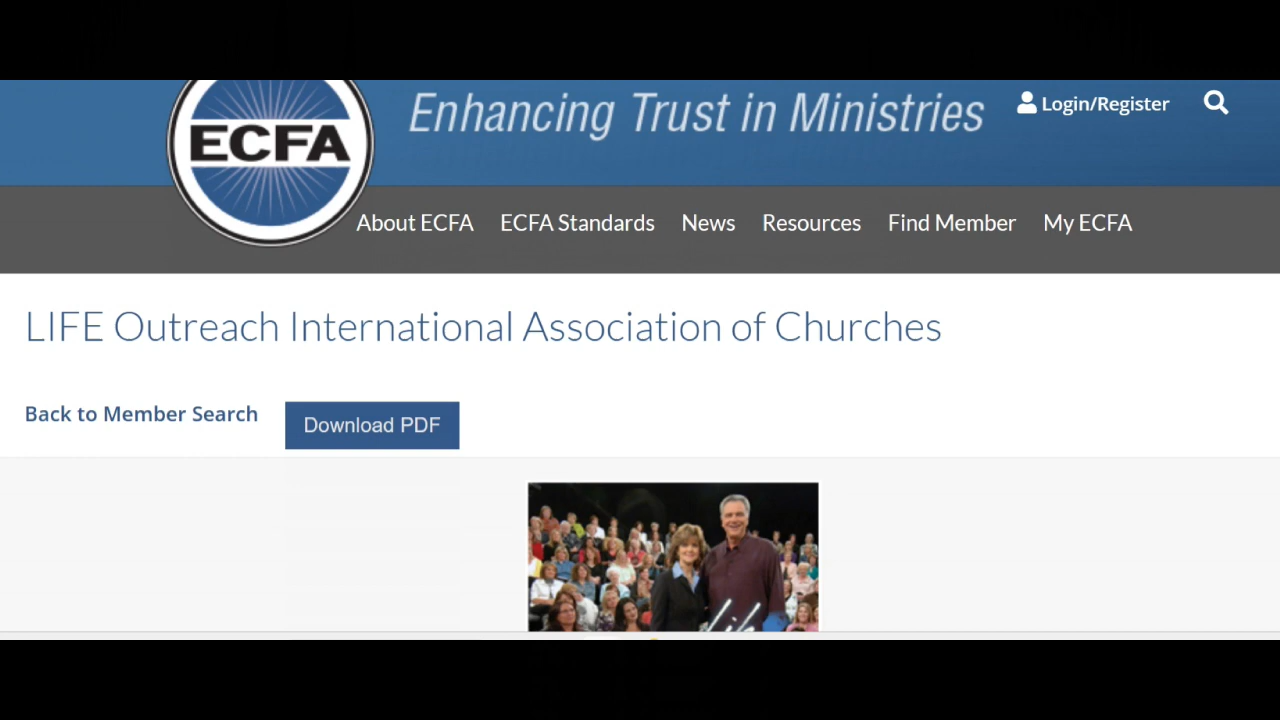 Enhancing Trust in Ministries
Login/Register
ECFA
About ECFA ECFA Standards News Resources Find Member My ECFA
LIFE Outreach International Association of Churches
Back to Member Search
Download PDF